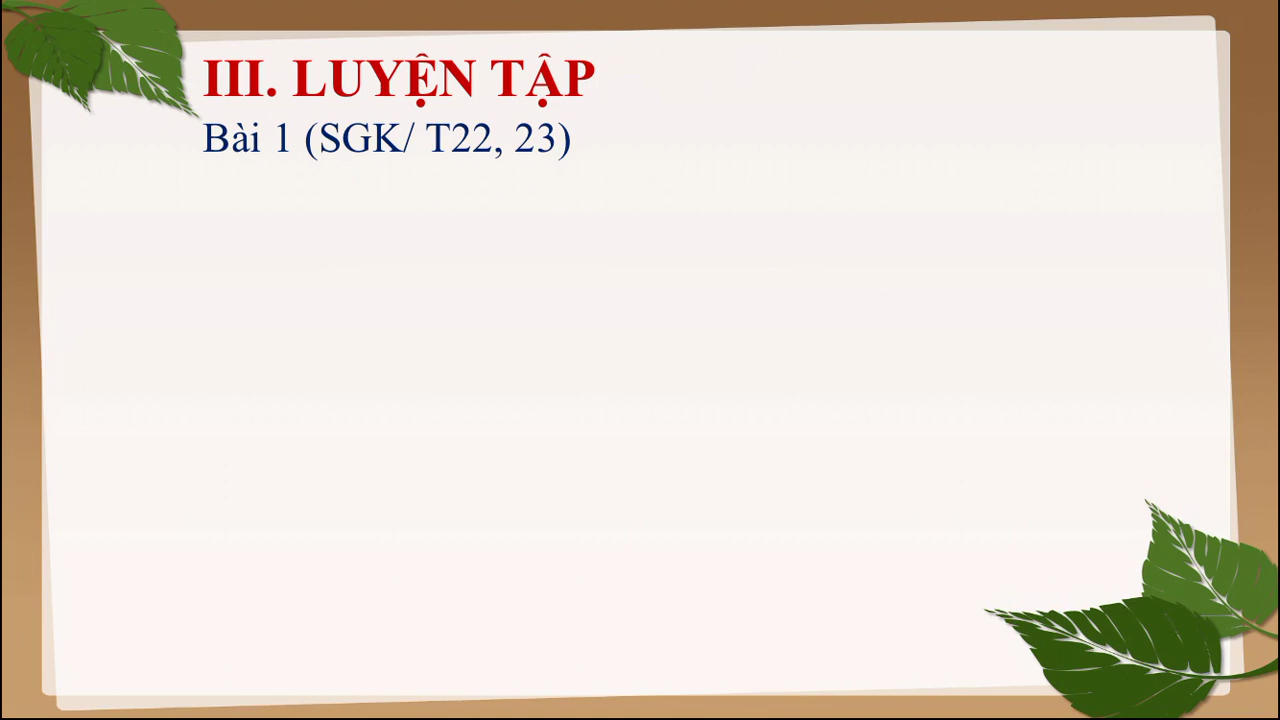 III. LUYỆN TẬP
Bài 1 (SGK/ T22, 23)